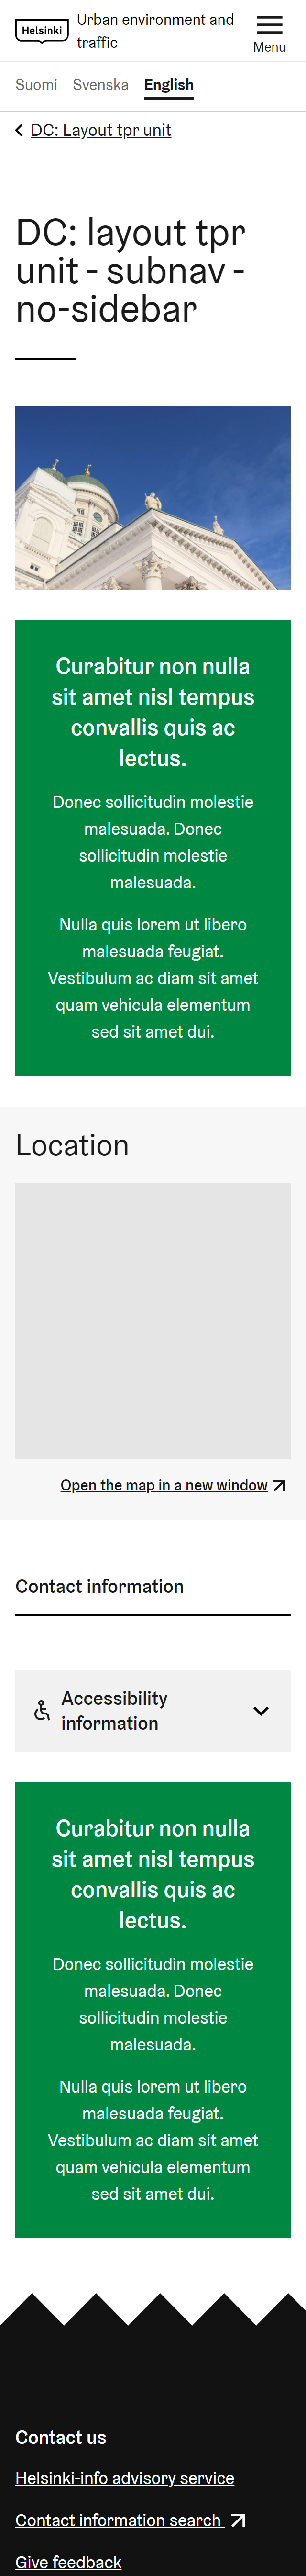 Helsinki
Urban environment and
traffic
Menu
Suomi Svenska English
DC: Layout tpr unit
DC: layout tpr
unit - subnav -
no-sidebar
Curabitur non nulla
sit amet nisl tempus
convallis quis ac
lectus.
Donec sollicitudin molestie
malesuada. Donec
sollicitudin molestie
malesuada.
Nulla quis lorem ut libero
malesuada feugiat.
Vestibulum ac diam sit amet
quam vehicula elementum
sed sit amet dui.
Location
Open the map in a new window
Contact information
Accessibility
information
Curabitur non nulla
sit amet nisl tempus
convallis quis ac
lectus.
Donec sollicitudin molestie
malesuada. Donec
sollicitudin molestie
malesuada.
Nulla quis lorem ut libero
malesuada feugiat.
Vestibulum ac diam sit amet
quam vehicula elementum
sed sit amet dui.
Contact us
Helsinki-info advisory service
Contact information search
Give feedback